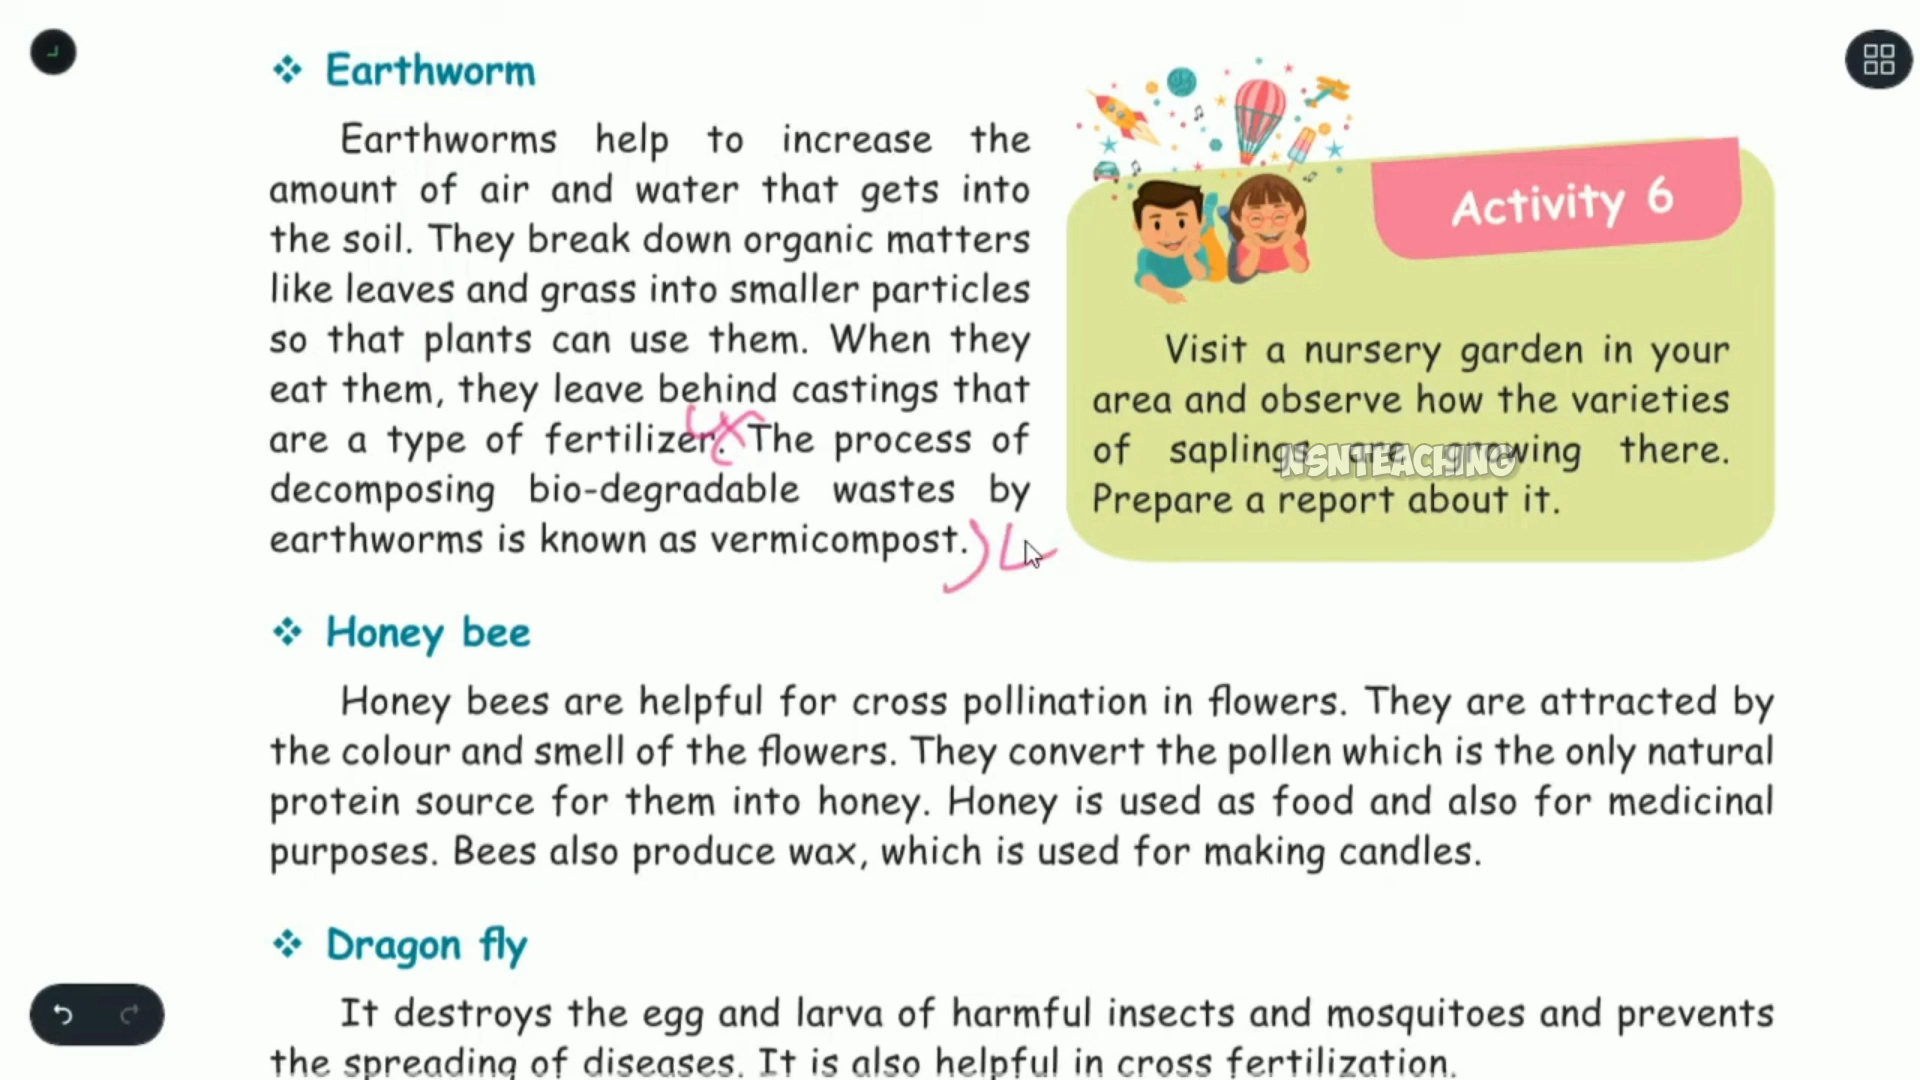 ❖ Earthworm
Earthworms help to increase the
amount of air and water that gets into
the soil. They break down organic matters
like leaves and grass into smaller particles
so that plants can use them. When they
eat them, they leave behind castings that
are a type of fertilizer. The process of
decomposing bio-degradable wastes by
earthworms is known as vermicompost.
Activity 6
Visit a nursery garden in your
area and observe how the varieties
of saplings are growing there.
Prepare a report about it.
NSNTEACHING
❖ Honey bee
Honey bees are helpful for cross pollination in flowers. They are attracted by
the colour and smell of the flowers. They convert the pollen which is the only natural
protein source for them into honey. Honey is used as food and also for medicinal
purposes. Bees also produce wax, which is used for making candles.
❖ Dragon fly
It destroys the egg and larva of harmful insects and mosquitoes and prevents
the spreading of diseases. It is also helpful in cross fertilization.